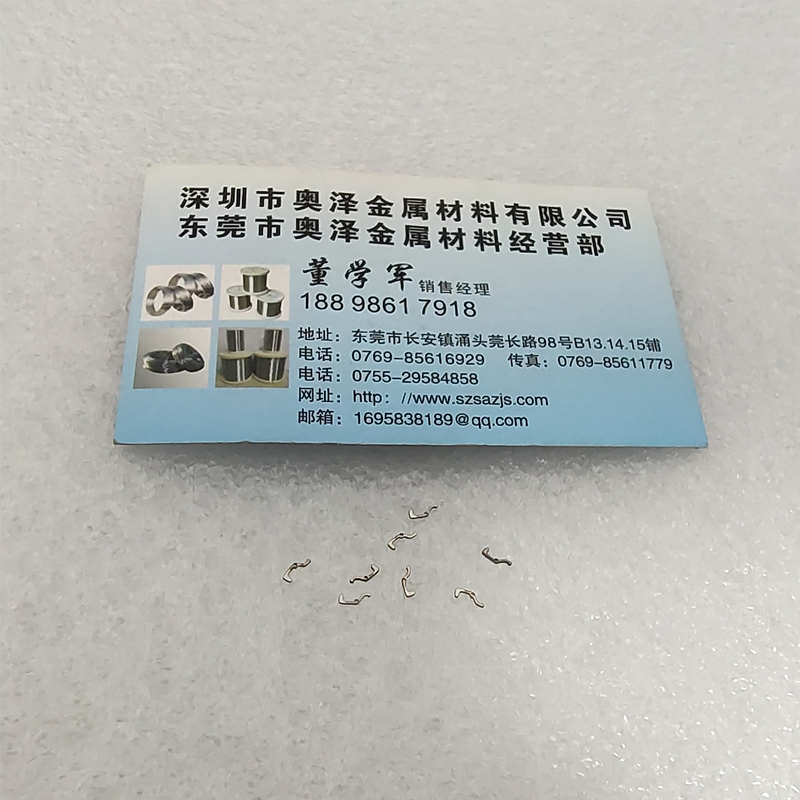 深圳市奥泽金属材料有限公司
东莞市奥泽金属材料经营部
董学军 销售经理
188 9861 7918
地址：东莞市长安镇涌头莞长路98号B13.14.15铺
电话：0769-85616929 传真：0769-85611779
电话：0755-29584858
网址：http: //www.szsazjs.com
邮箱：1695838189@qq.com